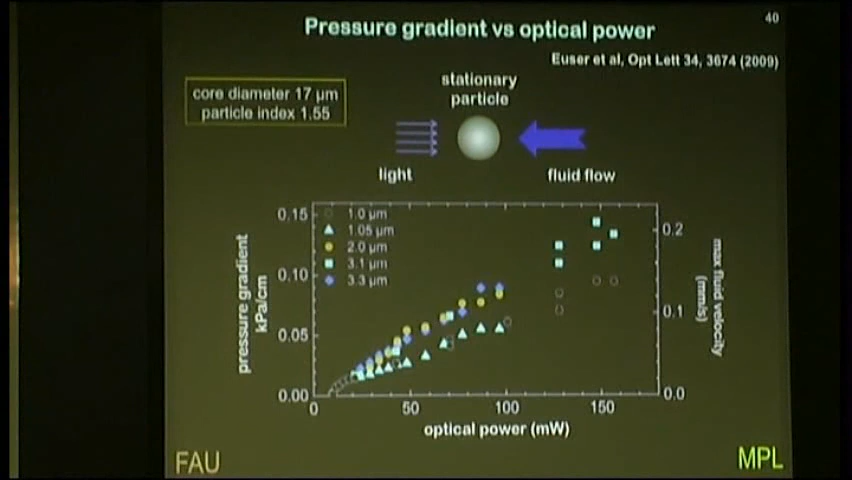 40
Pressure gradient vs optical power
Euser et al, Opt Lett 34, 3674 (2009)
stationary
particle
core diameter 17 µm
particle index 1.55
light
fluid flow
pressure gradient
kPa/cm
0.15
0.10
0.05
0.00
1.0 µm
1.05 µm
2.0 µm
3.1 µm
3.3 µm
0.2
0.1
0.0
max fluid velocity
(mm/s)
0
50
100
150
optical power (mW)
FAU
MPL